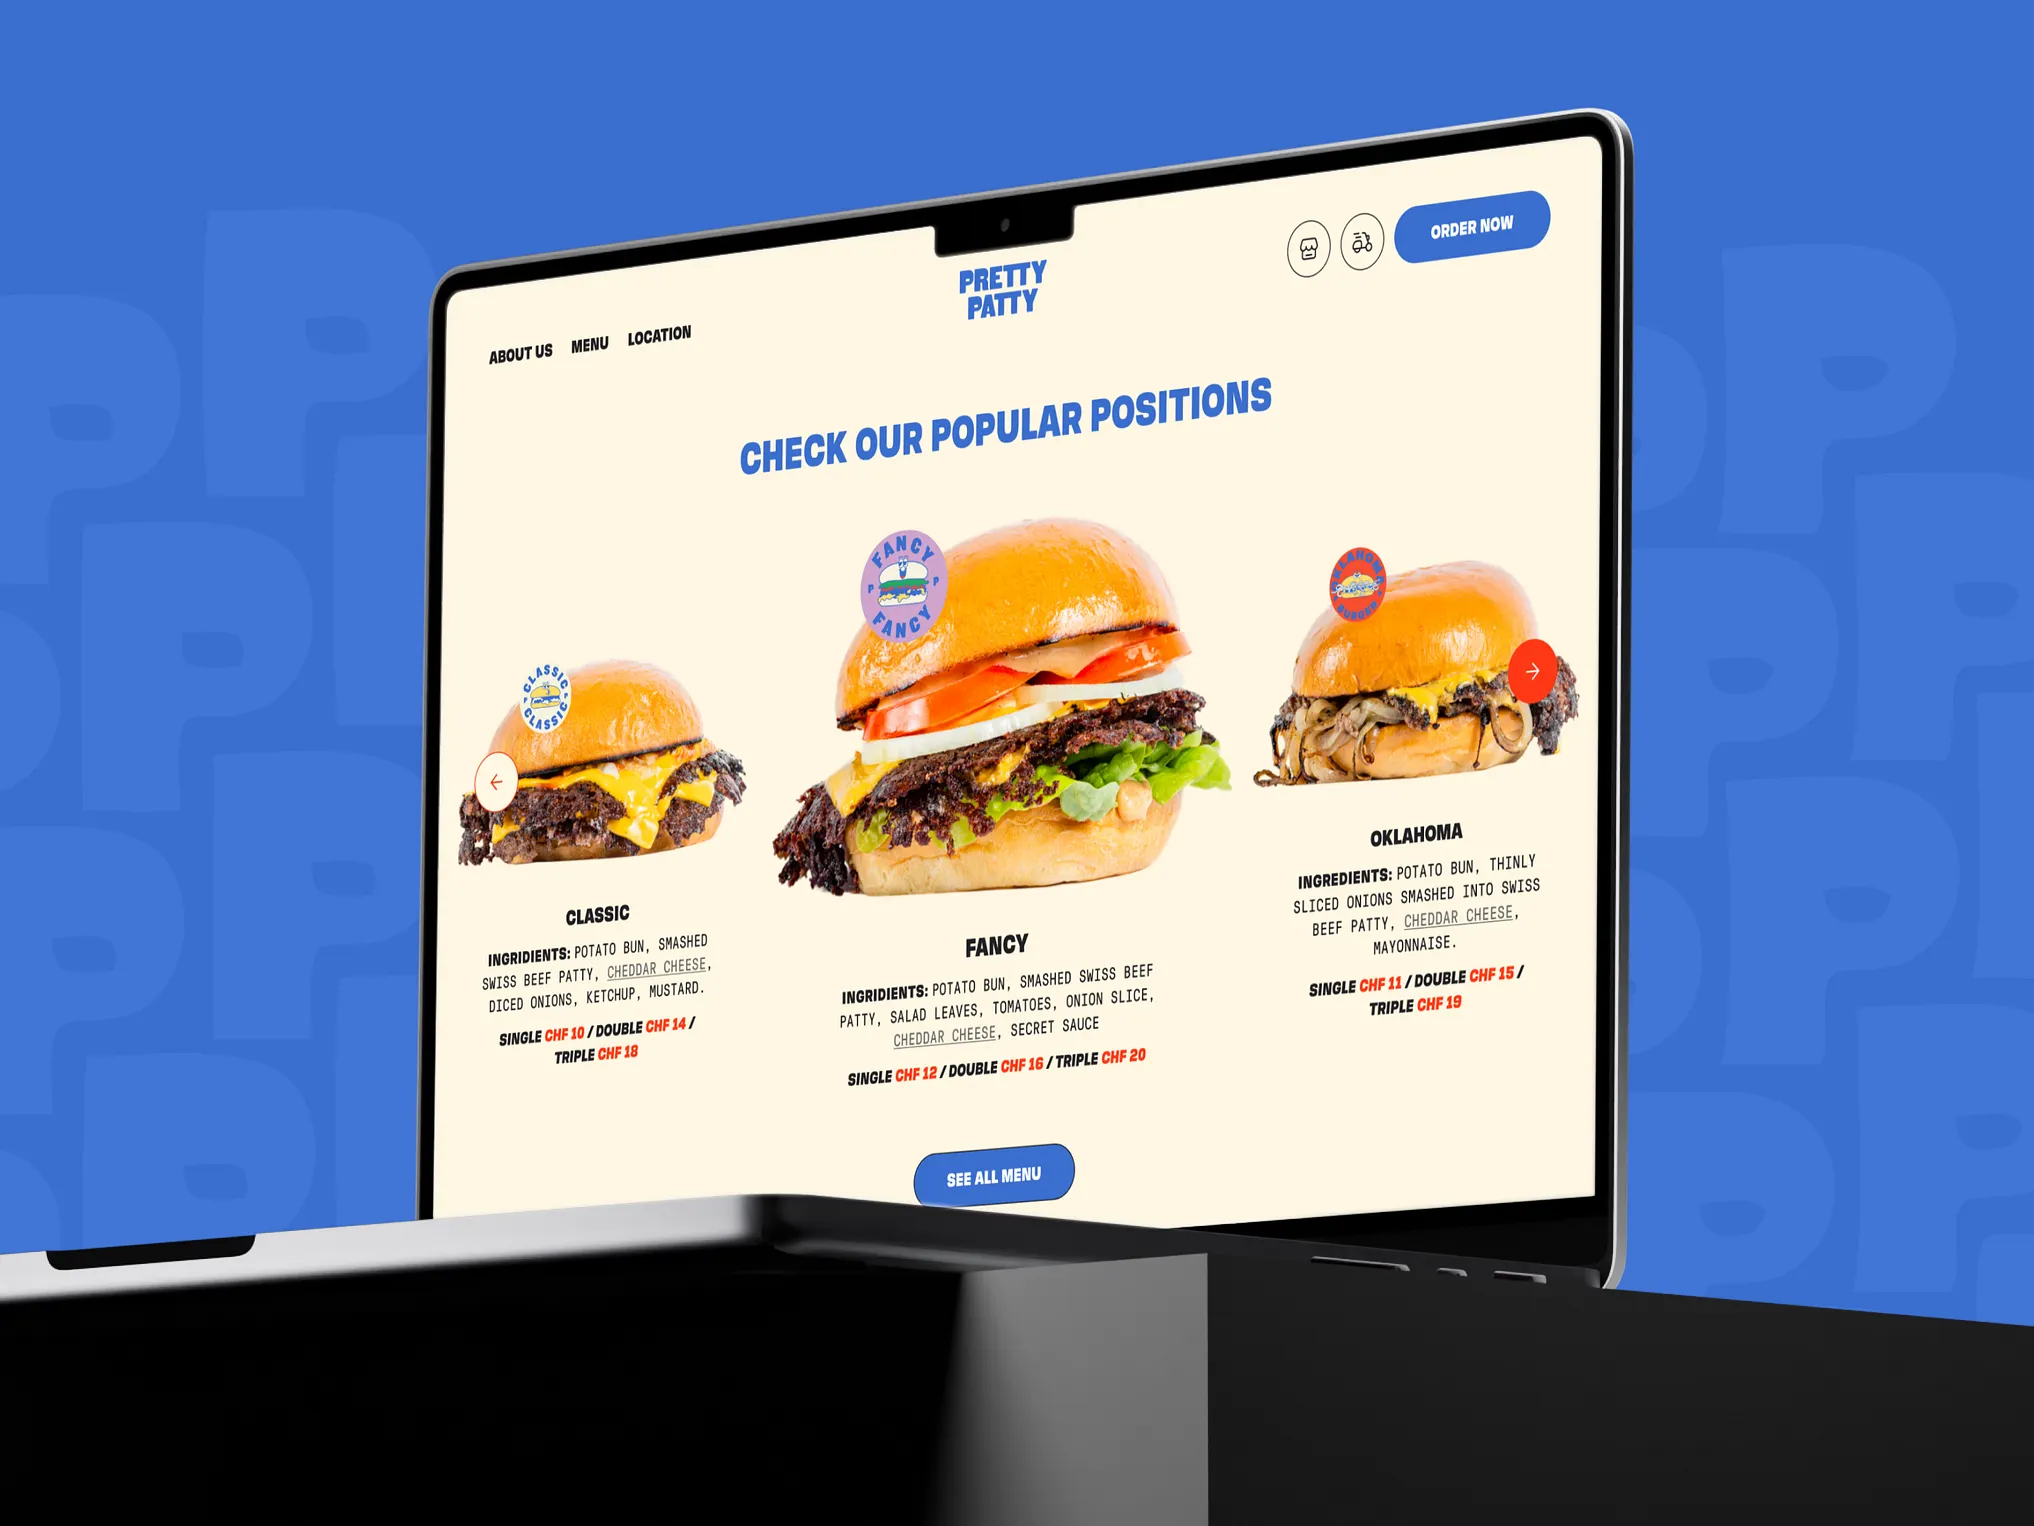 PRETTY
PATTY
ABOUT US MENU LOCATION
ORDER NOW
CHECK OUR POPULAR POSITIONS
CLASSIC
CLASSIC
FANCY
P P
FANCY
OKLAHOMA
BURGER
CLASSIC
INGRIDIENTS: POTATO BUN, SMASHED
SWISS BEEF PATTY, CHEDDAR CHEESE,
DICED ONIONS, KETCHUP, MUSTARD.
SINGLE CHF 10 / DOUBLE CHF 14 /
TRIPLE CHF 18
FANCY
INGRIDIENTS: POTATO BUN, SMASHED SWISS BEEF
PATTY, SALAD LEAVES, TOMATOES, ONION SLICE,
CHEDDAR CHEESE, SECRET SAUCE
SINGLE CHF 12 / DOUBLE CHF 16 / TRIPLE CHF 20
OKLAHOMA
INGREDIENTS: POTATO BUN, THINLY
SLICED ONIONS SMASHED INTO SWISS
BEEF PATTY, CHEDDAR CHEESE,
MAYONNAISE.
SINGLE CHF 11 / DOUBLE CHF 15 /
TRIPLE CHF 19
SEE ALL MENU